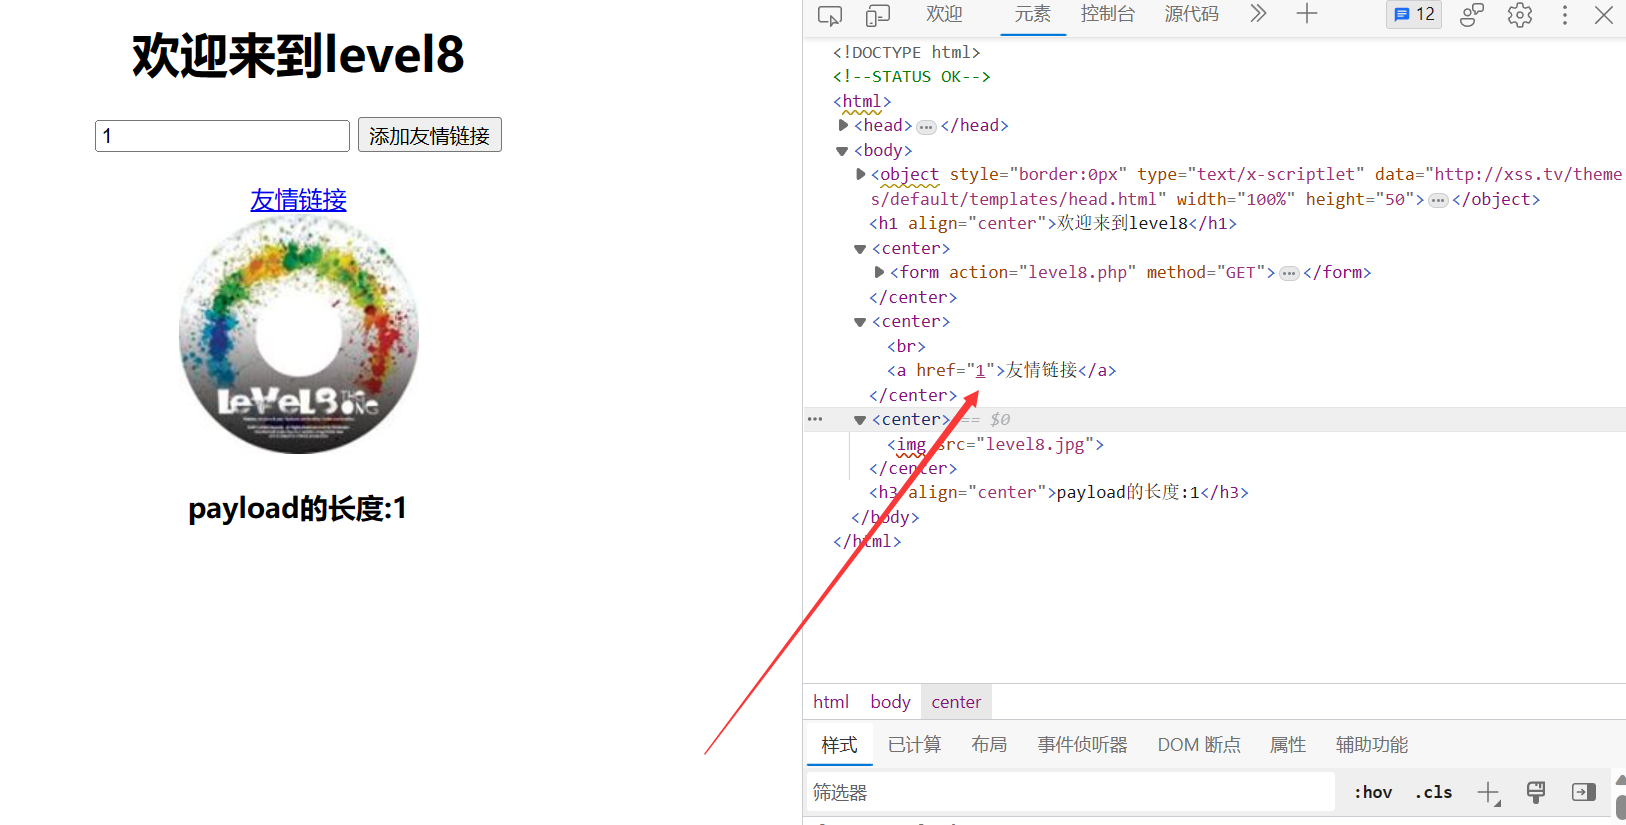 欢迎来到level8
1
添加友情链接
友情链接
LeVeL8 THE SONG
payload的长度:1
欢迎
元素
控制台
源代码
12
<!DOCTYPE html>
<!--STATUS OK-->
<html>
<head>…</head>
<body>
<object style="border:0px" type="text/x-scriptlet" data="http://xss.tv/theme
s/default/templates/head.html" width="100%" height="50">…</object>
<h1 align="center">欢迎来到level8</h1>
<center>
<form action="level8.php" method="GET">…</form>
</center>
<center>
<br>
<a href="1">友情链接</a>
</center>
<center> == $0
<img src="level8.jpg">
</center>
<h3 align="center">payload的长度:1</h3>
</body>
</html>
html body center
样式 已计算 布局 事件侦听器 DOM 断点 属性 辅助功能
筛选器 :hov .cls